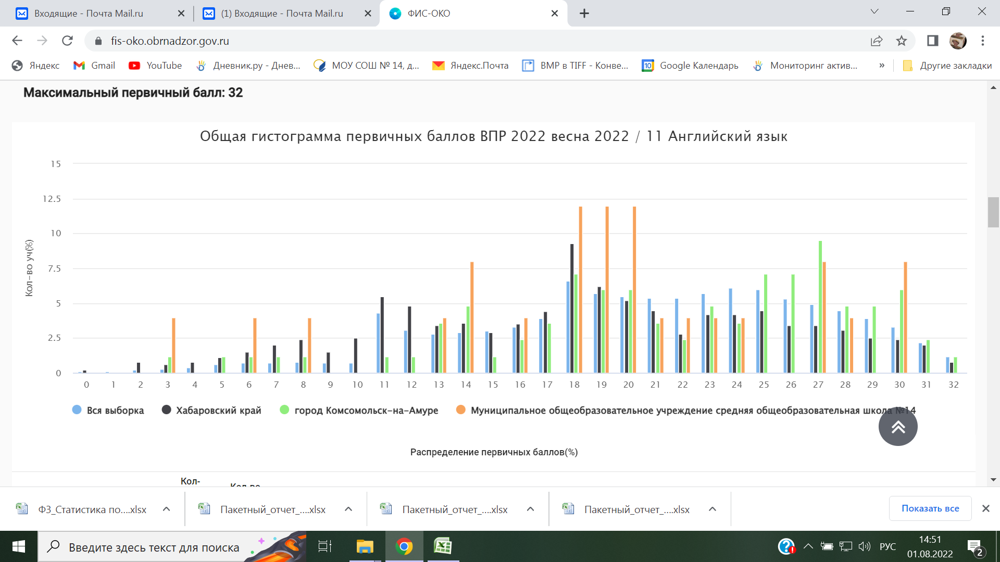 Входящие - Почта Mail.ru
(1) Входящие - Почта Mail.ru
ФИС-ОКО
fis-oko.obrnadzor.gov.ru
Яндекс
Gmail
YouTube
Дневник.ру - Днев...
МОУ СОШ № 14, д...
Яндекс.Почта
BMP в TIFF - Конве...
10
Google Календарь
Мониторинг актив...
»
Другие закладки
Максимальный первичный балл: 32
Общая гистограмма первичных баллов ВПР 2022 весна 2022 / 11 Английский язык
Кол-во уч(%)
15
12.5
10
7.5
5
2.5
0
0 1 2 3 4 5 6 7 8 9 10 11 12 13 14 15 16 17 18 19 20 21 22 23 24 25 26 27 28 29 30 31 32
Вся выборка
Хабаровский край
город Комсомольск-на-Амуре
Муниципальное общеобразовательное учреждение средняя общеобразовательная школа №14
Распределение первичных баллов(%)
Кол-
Кол-во
Ф3_Статистика по....xlsx
Пакетный_отчет_....xlsx
Пакетный_отчет_....xlsx
Пакетный_отчет_....xlsx
Показать все
Введите здесь текст для поиска
РУС
14:51
01.08.2022
2